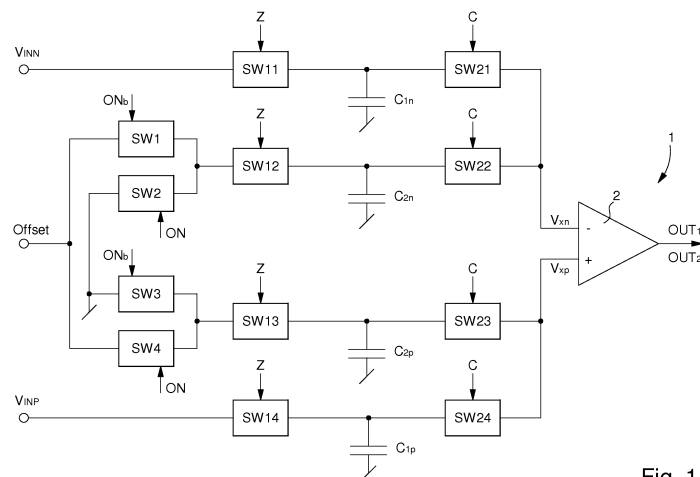 Z
C
VINN
SW11
SW21
C1n
ONb
SW1
Z
C
SW12
SW22
1
SW2
C2n
2
Offset
ON
Vxn
-
OUT1
OUT2
ONb
Z
C
Vxp
+
SW3
SW13
SW23
SW4
C2p
ON
Z
C
VINP
SW14
SW24
C1p
Fig. 1